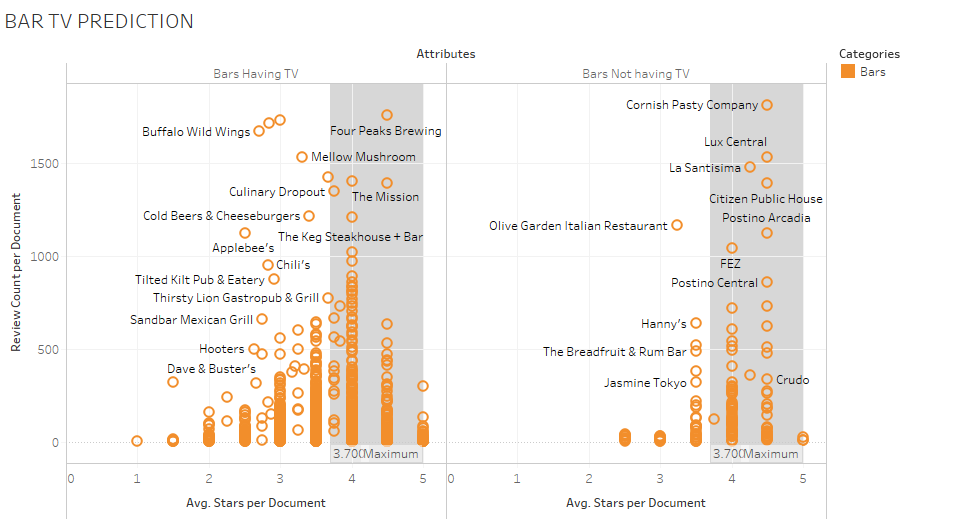 BAR TV PREDICTION
Attributes
Categories
Bars Having TV
Bars Not having TV
Bars
Review Count per Document
1500
1000
500
0
Buffalo Wild Wings
Four Peaks Brewing
Mellow Mushroom
Culinary Dropout
The Mission
Cold Beers & Cheeseburgers
The Keg Steakhouse + Bar
Applebee's
Chili's
Tilted Kilt Pub & Eatery
Thirsty Lion Gastropub & Grill
Sandbar Mexican Grill
Hooters
Dave & Buster's
3.700
Maximum
Cornish Pasty Company
Lux Central
La Santisima
Citizen Public House
Postino Arcadia
Olive Garden Italian Restaurant
FEZ
Postino Central
Hanny's
The Breadfruit & Rum Bar
Jasmine Tokyo
Crudo
3.700
Maximum
0 1 2 3 4 5
0 1 2 3 4 5
Avg. Stars per Document
Avg. Stars per Document